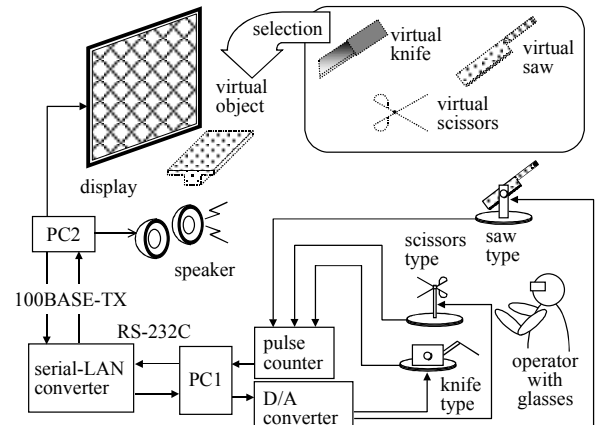 selection
virtual
knife
virtual
saw
virtual
scissors
virtual
object
display
PC2
speaker
scissors
type
saw
type
100BASE-TX
RS-232C
serial-LAN
converter
PC1
pulse
counter
D/A
converter
knife
type
operator
with
glasses